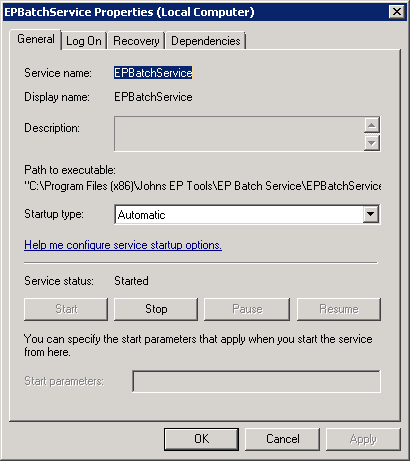 EPBatchService Properties (Local Computer)
General Log On Recovery Dependencies
Service name: EPBatchService
Display name: EPBatchService
Description:
Path to executable:
"C:\Program Files (x86)\Johns EP Tools\EP Batch Service\EPBatchService
Startup type: Automatic
Help me configure service startup options.
Service status: Started
Start Stop Pause Resume
You can specify the start parameters that apply when you start the service
from here.
Start parameters:
OK Cancel Apply